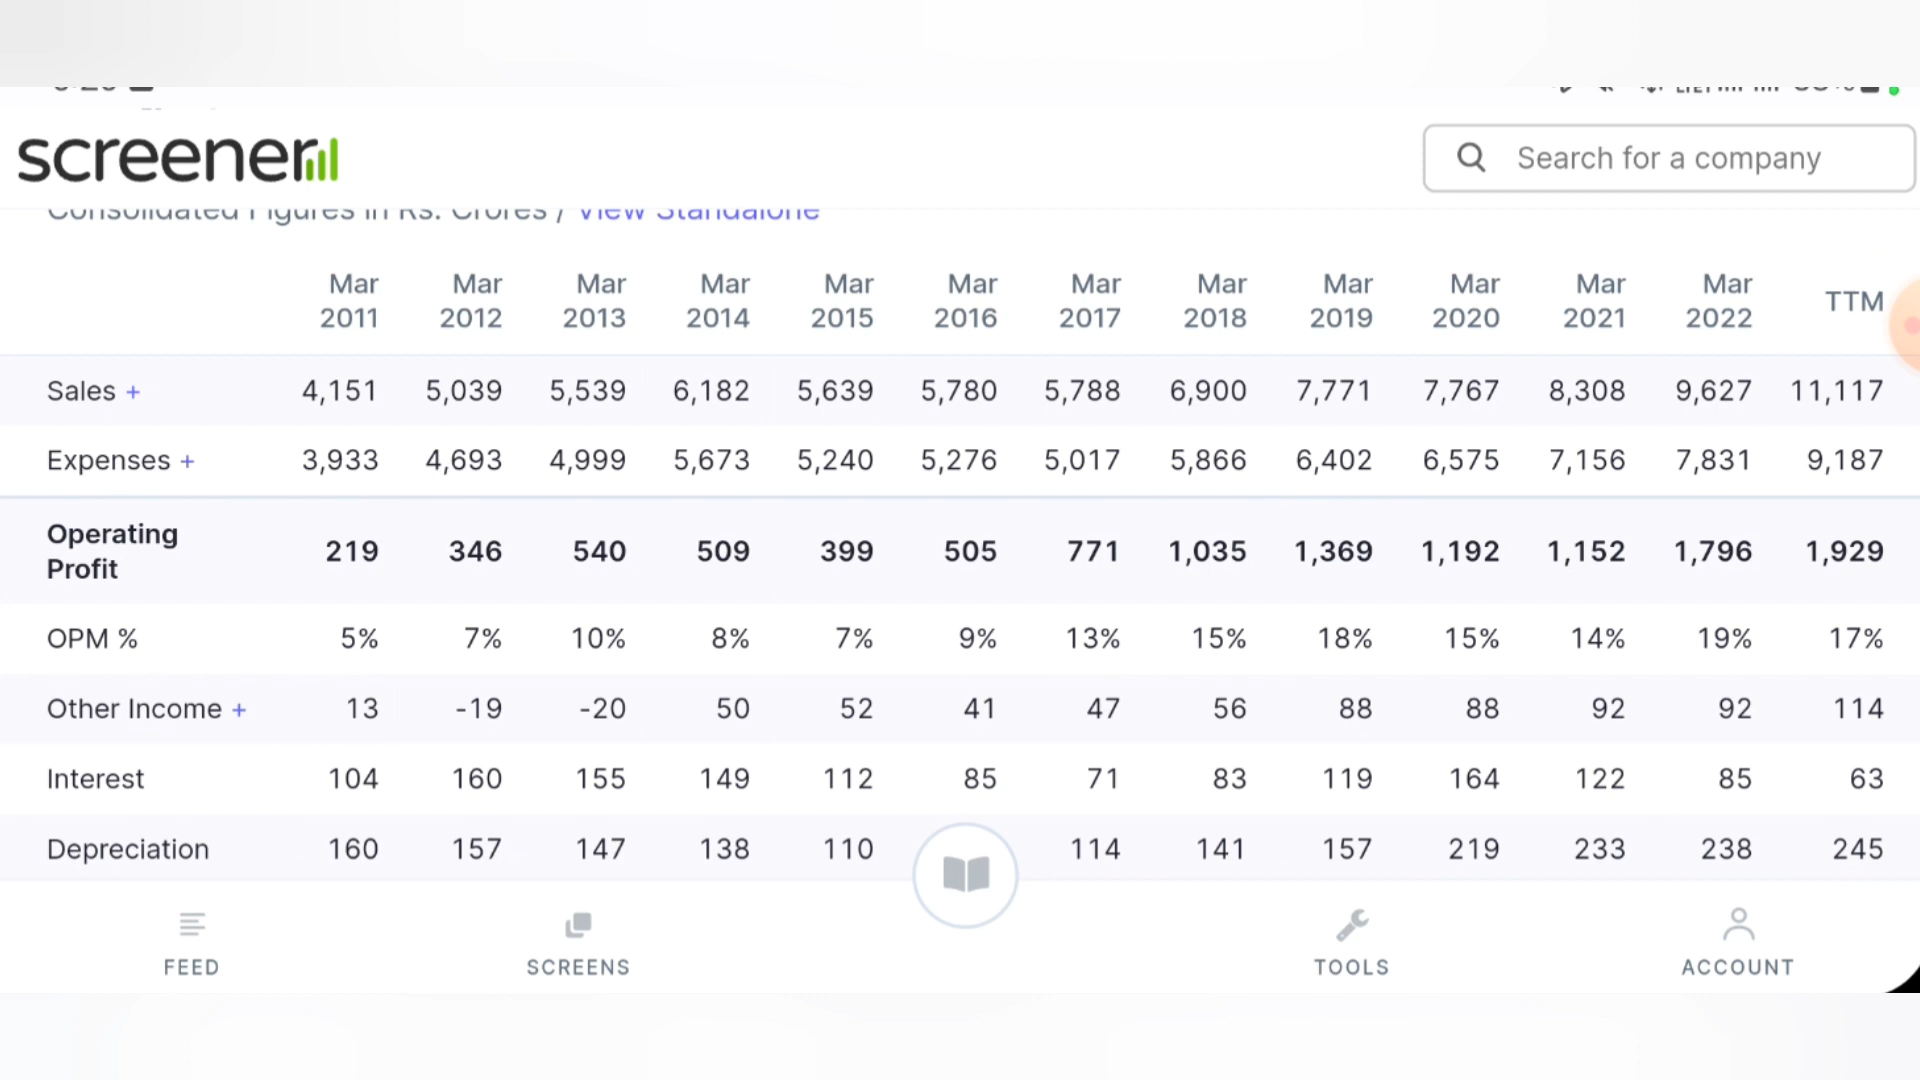 screener
Search for a company
Consolidated Figures in Rs. Crores / View Standalone
Mar 2011 Mar 2012 Mar 2013 Mar 2014 Mar 2015 Mar 2016 Mar 2017 Mar 2018 Mar 2019 Mar 2020 Mar 2021 Mar 2022 TTM
Sales + 4,151 5,039 5,539 6,182 5,639 5,780 5,788 6,900 7,771 7,767 8,308 9,627 11,117
Expenses + 3,933 4,693 4,999 5,673 5,240 5,276 5,017 5,866 6,402 6,575 7,156 7,831 9,187
Operating Profit 219 346 540 509 399 505 771 1,035 1,369 1,192 1,152 1,796 1,929
OPM % 5% 7% 10% 8% 7% 9% 13% 15% 18% 15% 14% 19% 17%
Other Income + 13 -19 -20 50 52 41 47 56 88 88 92 92 114
Interest 104 160 155 149 112 85 71 83 119 164 122 85 63
Depreciation 160 157 147 138 110 114 141 157 219 233 238 245
FEED SCREENS TOOLS ACCOUNT